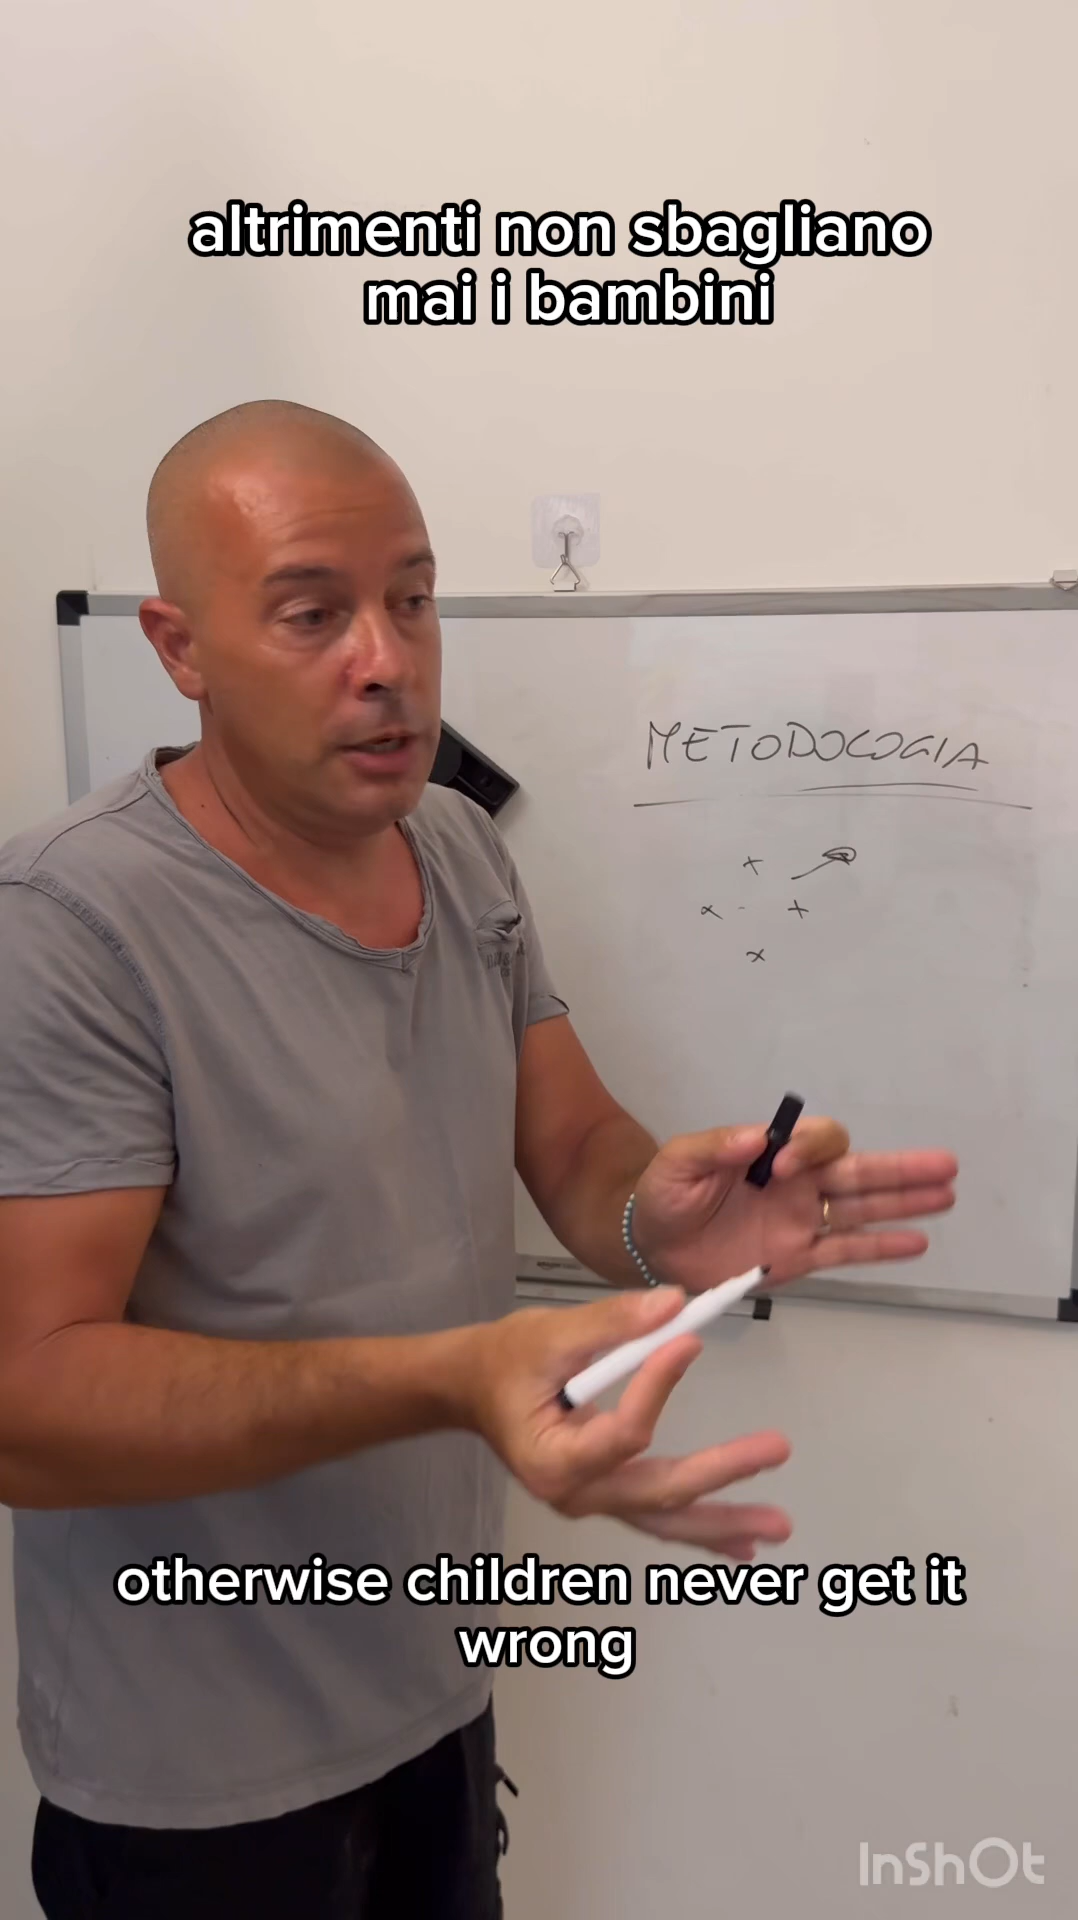 altrimenti non sbagliano
mai i bambini
METODOLOGIA
x
x - +
x
otherwise children never get it
wrong
InShOt